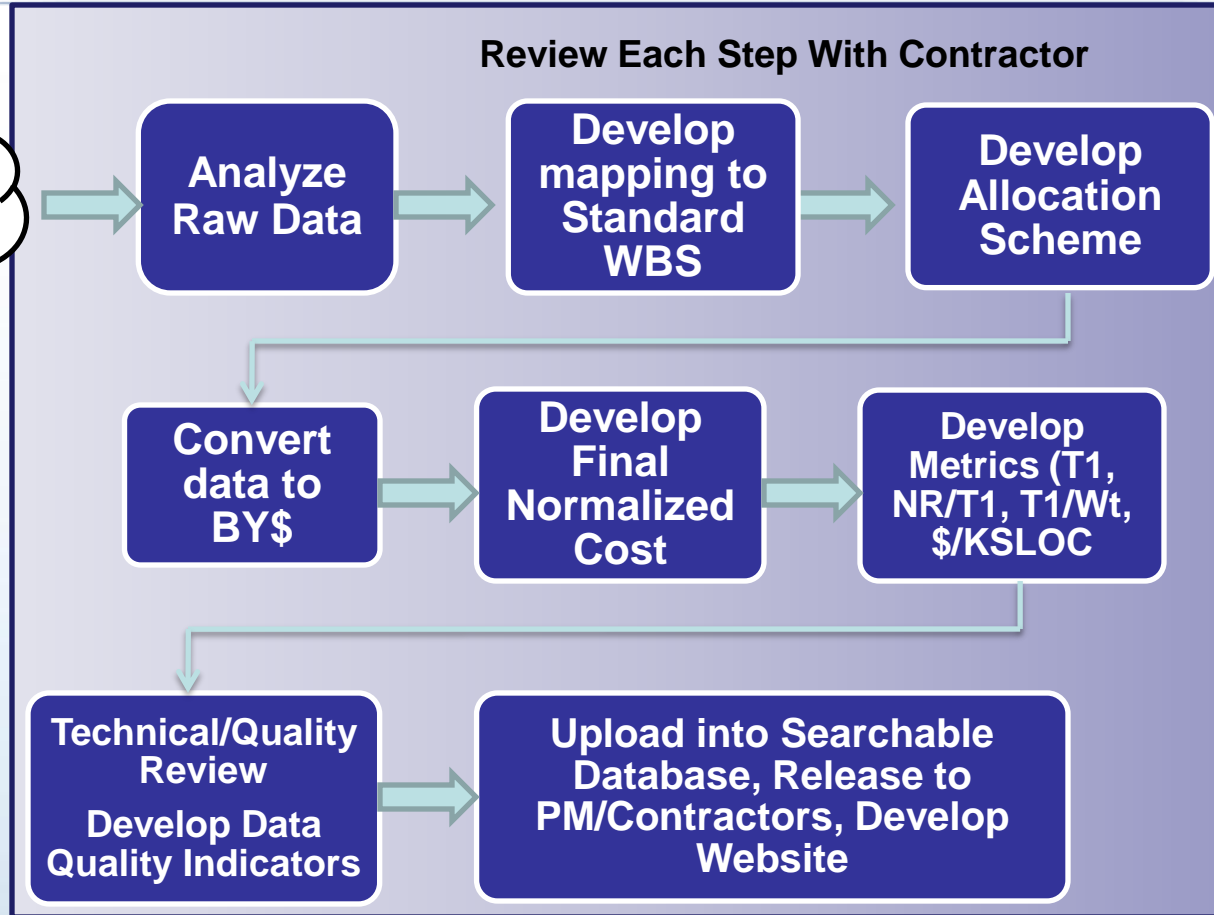 Review Each Step With Contractor
Analyze
Raw Data
Develop
mapping to
Standard
WBS
Develop
Allocation
Scheme
Convert
data to
BY$
Develop
Final
Normalized
Cost
Develop
Metrics (T1,
NR/T1, T1/Wt,
$/KSLOC
Technical/Quality
Review
Develop Data
Quality Indicators
Upload into Searchable
Database, Release to
PM/Contractors, Develop
Website